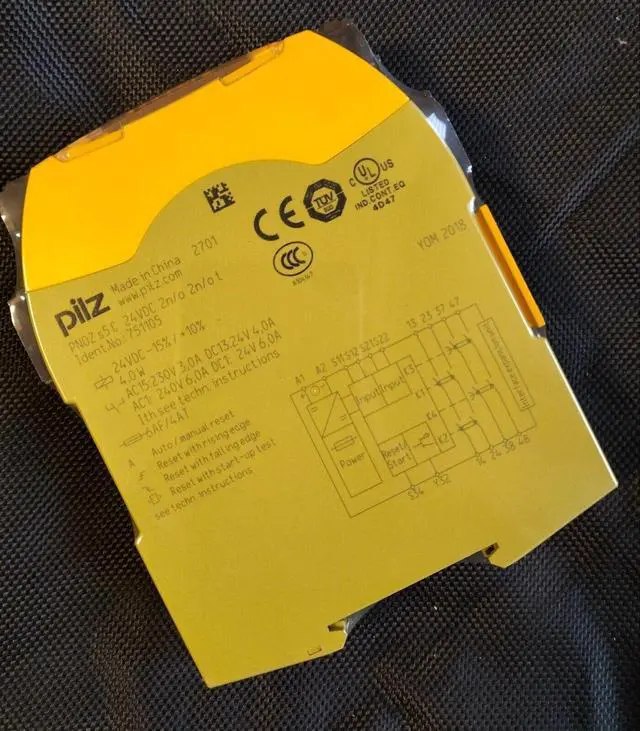 pilz
Made in China 2701
www.pilz.com
PNOZ s5 C 24VDC 2n/o 2n/o t
Ident.No: 751105
24VDC -15% / +10%
4.0W
AC15:230V 3,0A DC13:24V 4,0A
AC1: 240V 6,0A DC1: 24V 6,0A
Ith see techn. instructions
6AF/4AT
A Auto / manual reset
Reset with rising edge
Reset with falling edge
Reset with start-up test
see techn instructions
CE
TÜV
C UL US
LISTED
IND.CONT.EQ
4D47
CCC
YOM 2018
A1 A2 S11 S12 S21 S22 13 23 37 47
Input Input
K3
K1
K4
K2
Power
Reset/
Start
Interface expansion unit
S34 Y32 14 24 38 48